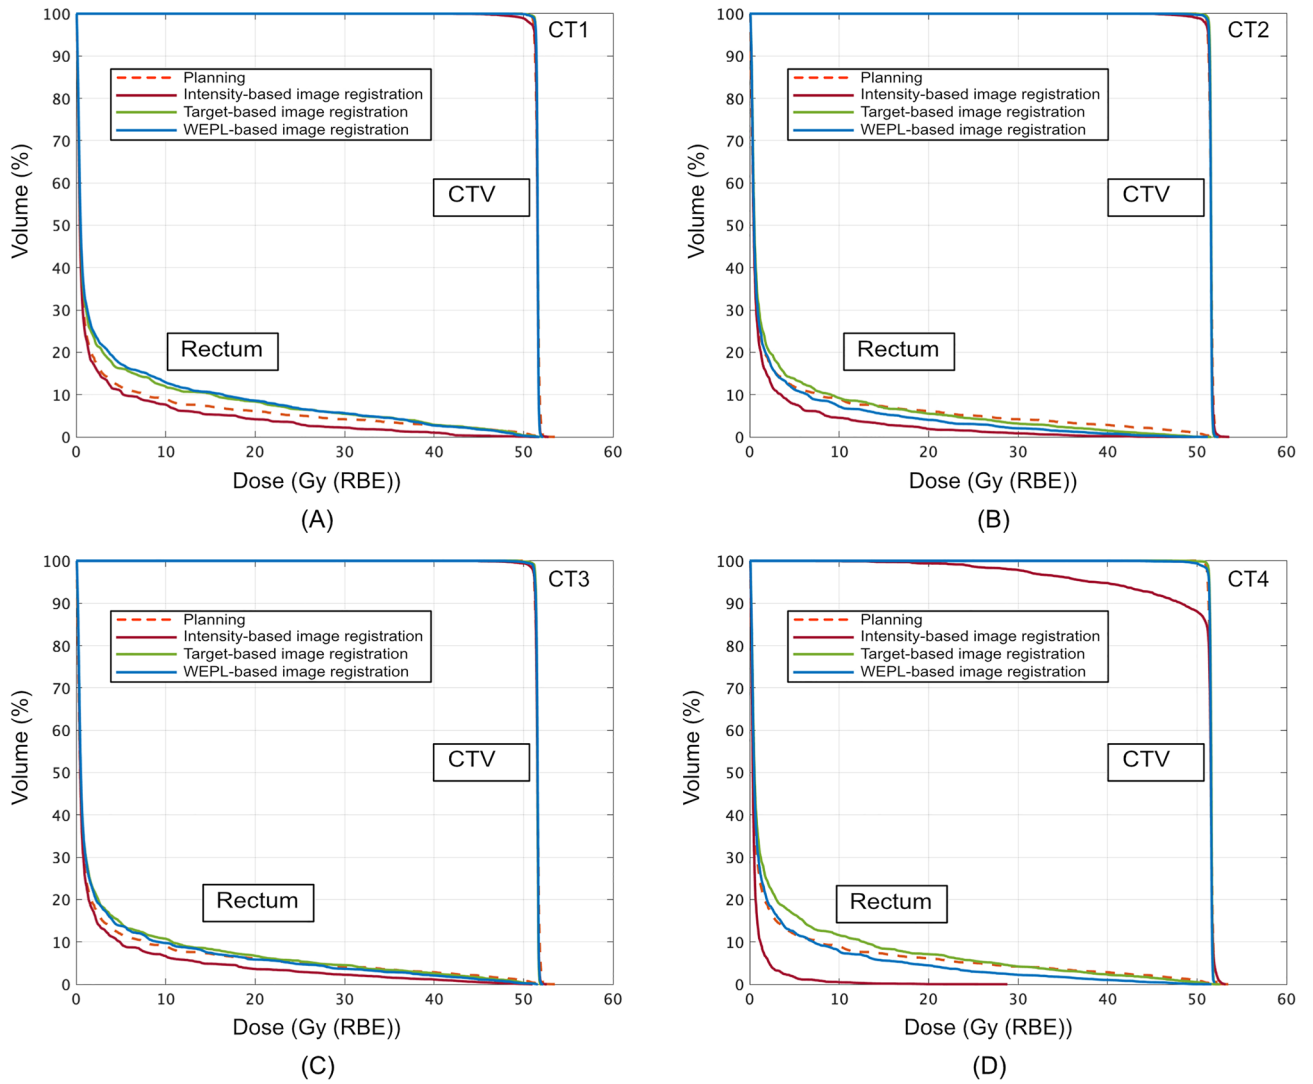 CT1
100
90
80
70
60
50
40
30
20
10
0
Volume (%)
Planning
Intensity-based image registration
Target-based image registration
WEPL-based image registration
CTV
Rectum
0 10 20 30 40 50 60
Dose (Gy (RBE))
(A)
CT2
100
90
80
70
60
50
40
30
20
10
0
Volume (%)
Planning
Intensity-based image registration
Target-based image registration
WEPL-based image registration
CTV
Rectum
0 10 20 30 40 50 60
Dose (Gy (RBE))
(B)
CT3
100
90
80
70
60
50
40
30
20
10
0
Volume (%)
Planning
Intensity-based image registration
Target-based image registration
WEPL-based image registration
CTV
Rectum
0 10 20 30 40 50 60
Dose (Gy (RBE))
(C)
CT4
100
90
80
70
60
50
40
30
20
10
0
Volume (%)
Planning
Intensity-based image registration
Target-based image registration
WEPL-based image registration
CTV
Rectum
0 10 20 30 40 50 60
Dose (Gy (RBE))
(D)